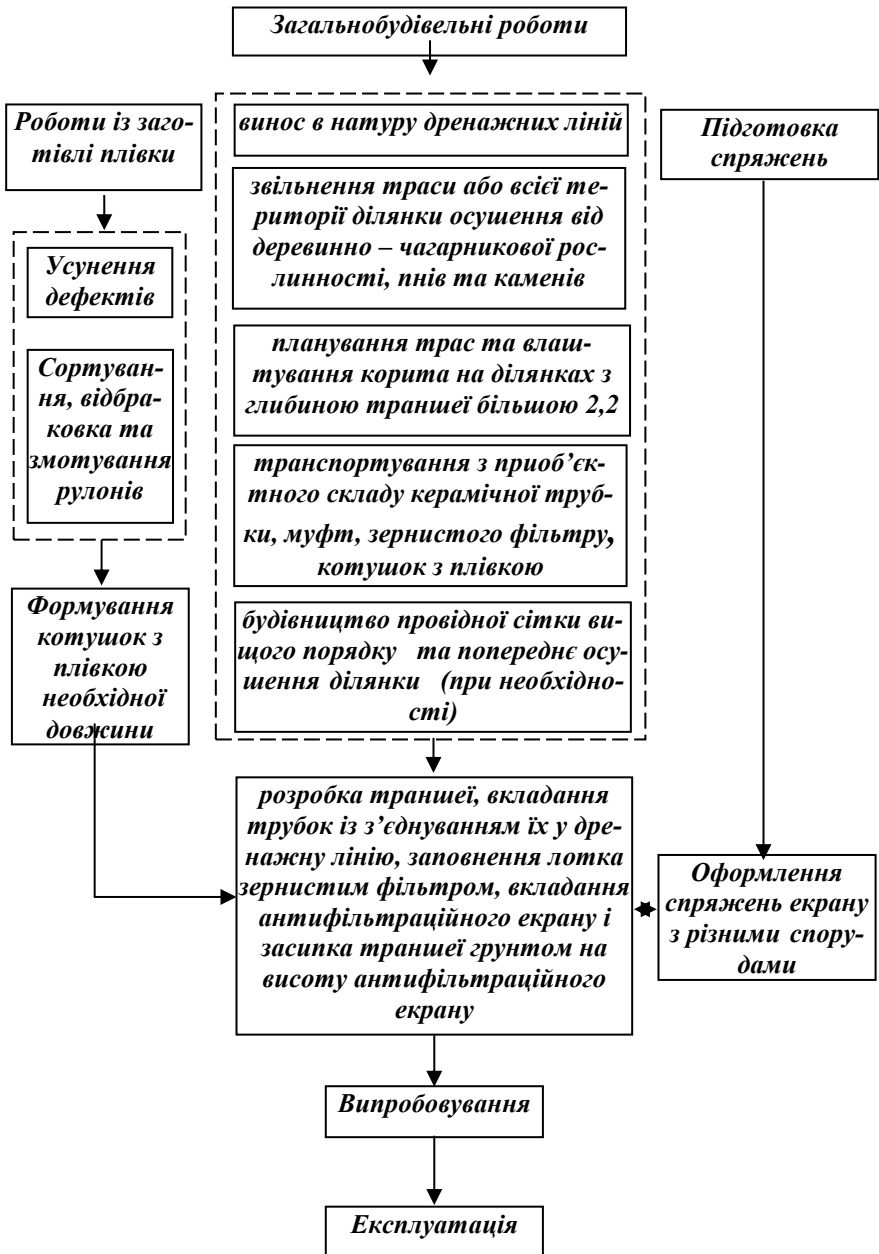 Загальнобудівельні роботи
Роботи із заго-
тівлі плівки
Усунення
дефектів
Сортуван-
ня, відбра-
ковка та
змотування
рулонів
Формування
котушок з
плівкою
необхідної
довжини
винос в натуру дренажних ліній
звільнення траси або всієї те-
риторії ділянки осушення від
деревинно – чагарникової рос-
линності, пнів та каменів
планування трас та влаш-
тування корита на ділянках з
глибиною траншеї більшою 2,2
транспортування з приоб’єк-
тного складу керамічної труб-
ки, муфт, зернистого фільтру,
котушок з плівкою
будівництво провідної сітки ви-
щого порядку та попереднє осу-
шення ділянки (при необхідно-
сті)
Підготовка
спряжень
розробка траншеї, вкладання
трубок із з’єднуванням їх у дре-
нажну лінію, заповнення лотка
зернистим фільтром, вкладання
антифільтраційного екрану і
засипка траншеї грунтом на
висоту антифільтраційного
екрану
Оформлення
спряжень екрану
з різними спору-
дами
Випробовування
Експлуатація